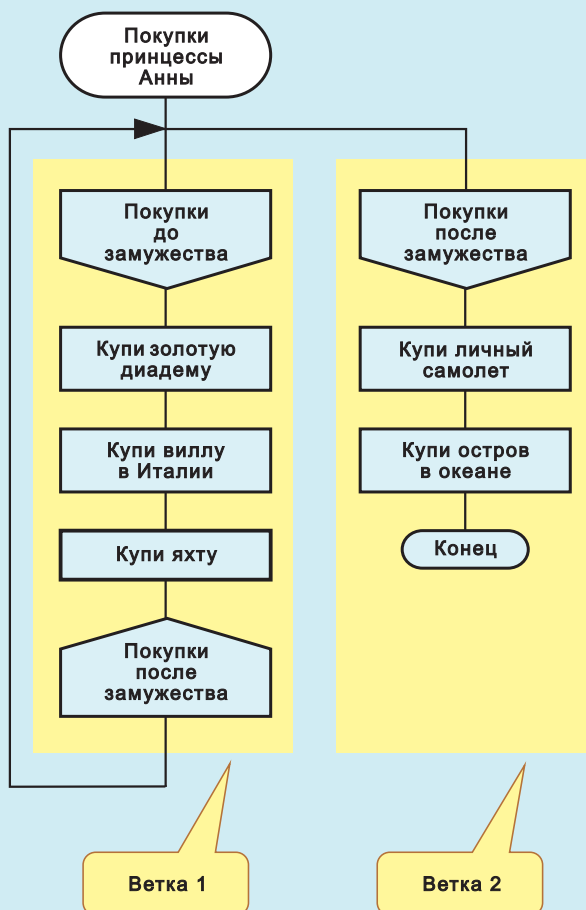 Покупки
принцессы
Анны
Покупки
до
замужества
Купи золотую
диадему
Купи виллу
в Италии
Купи яхту
Покупки
после
замужества
Покупки
после
замужества
Купи личный
самолет
Купи остров
в океане
Конец
Ветка 1
Ветка 2